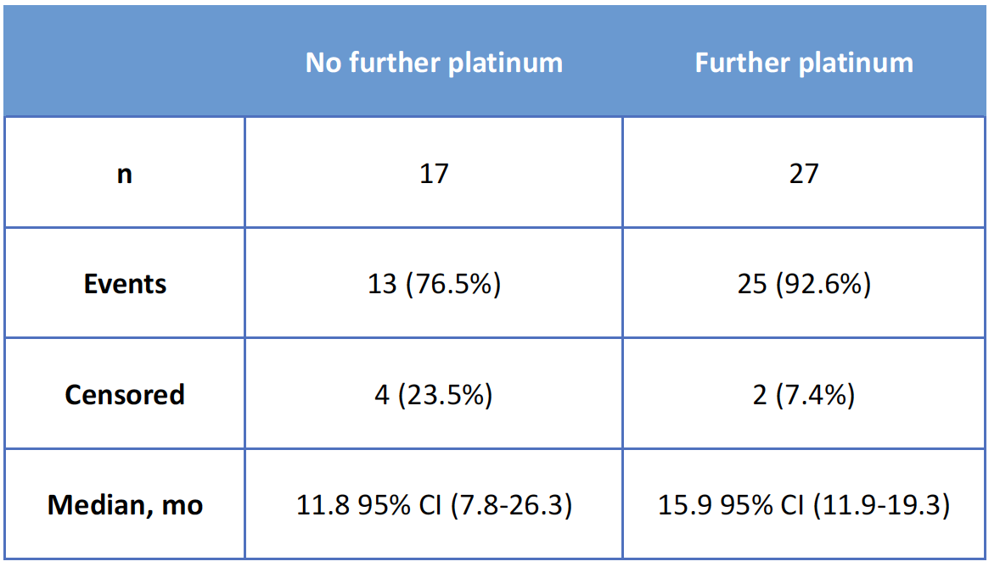 No further platinum Further platinum
n 17 27
Events 13 (76.5%) 25 (92.6%)
Censored 4 (23.5%) 2 (7.4%)
Median, mo 11.8 95% CI (7.8-26.3) 15.9 95% CI (11.9-19.3)